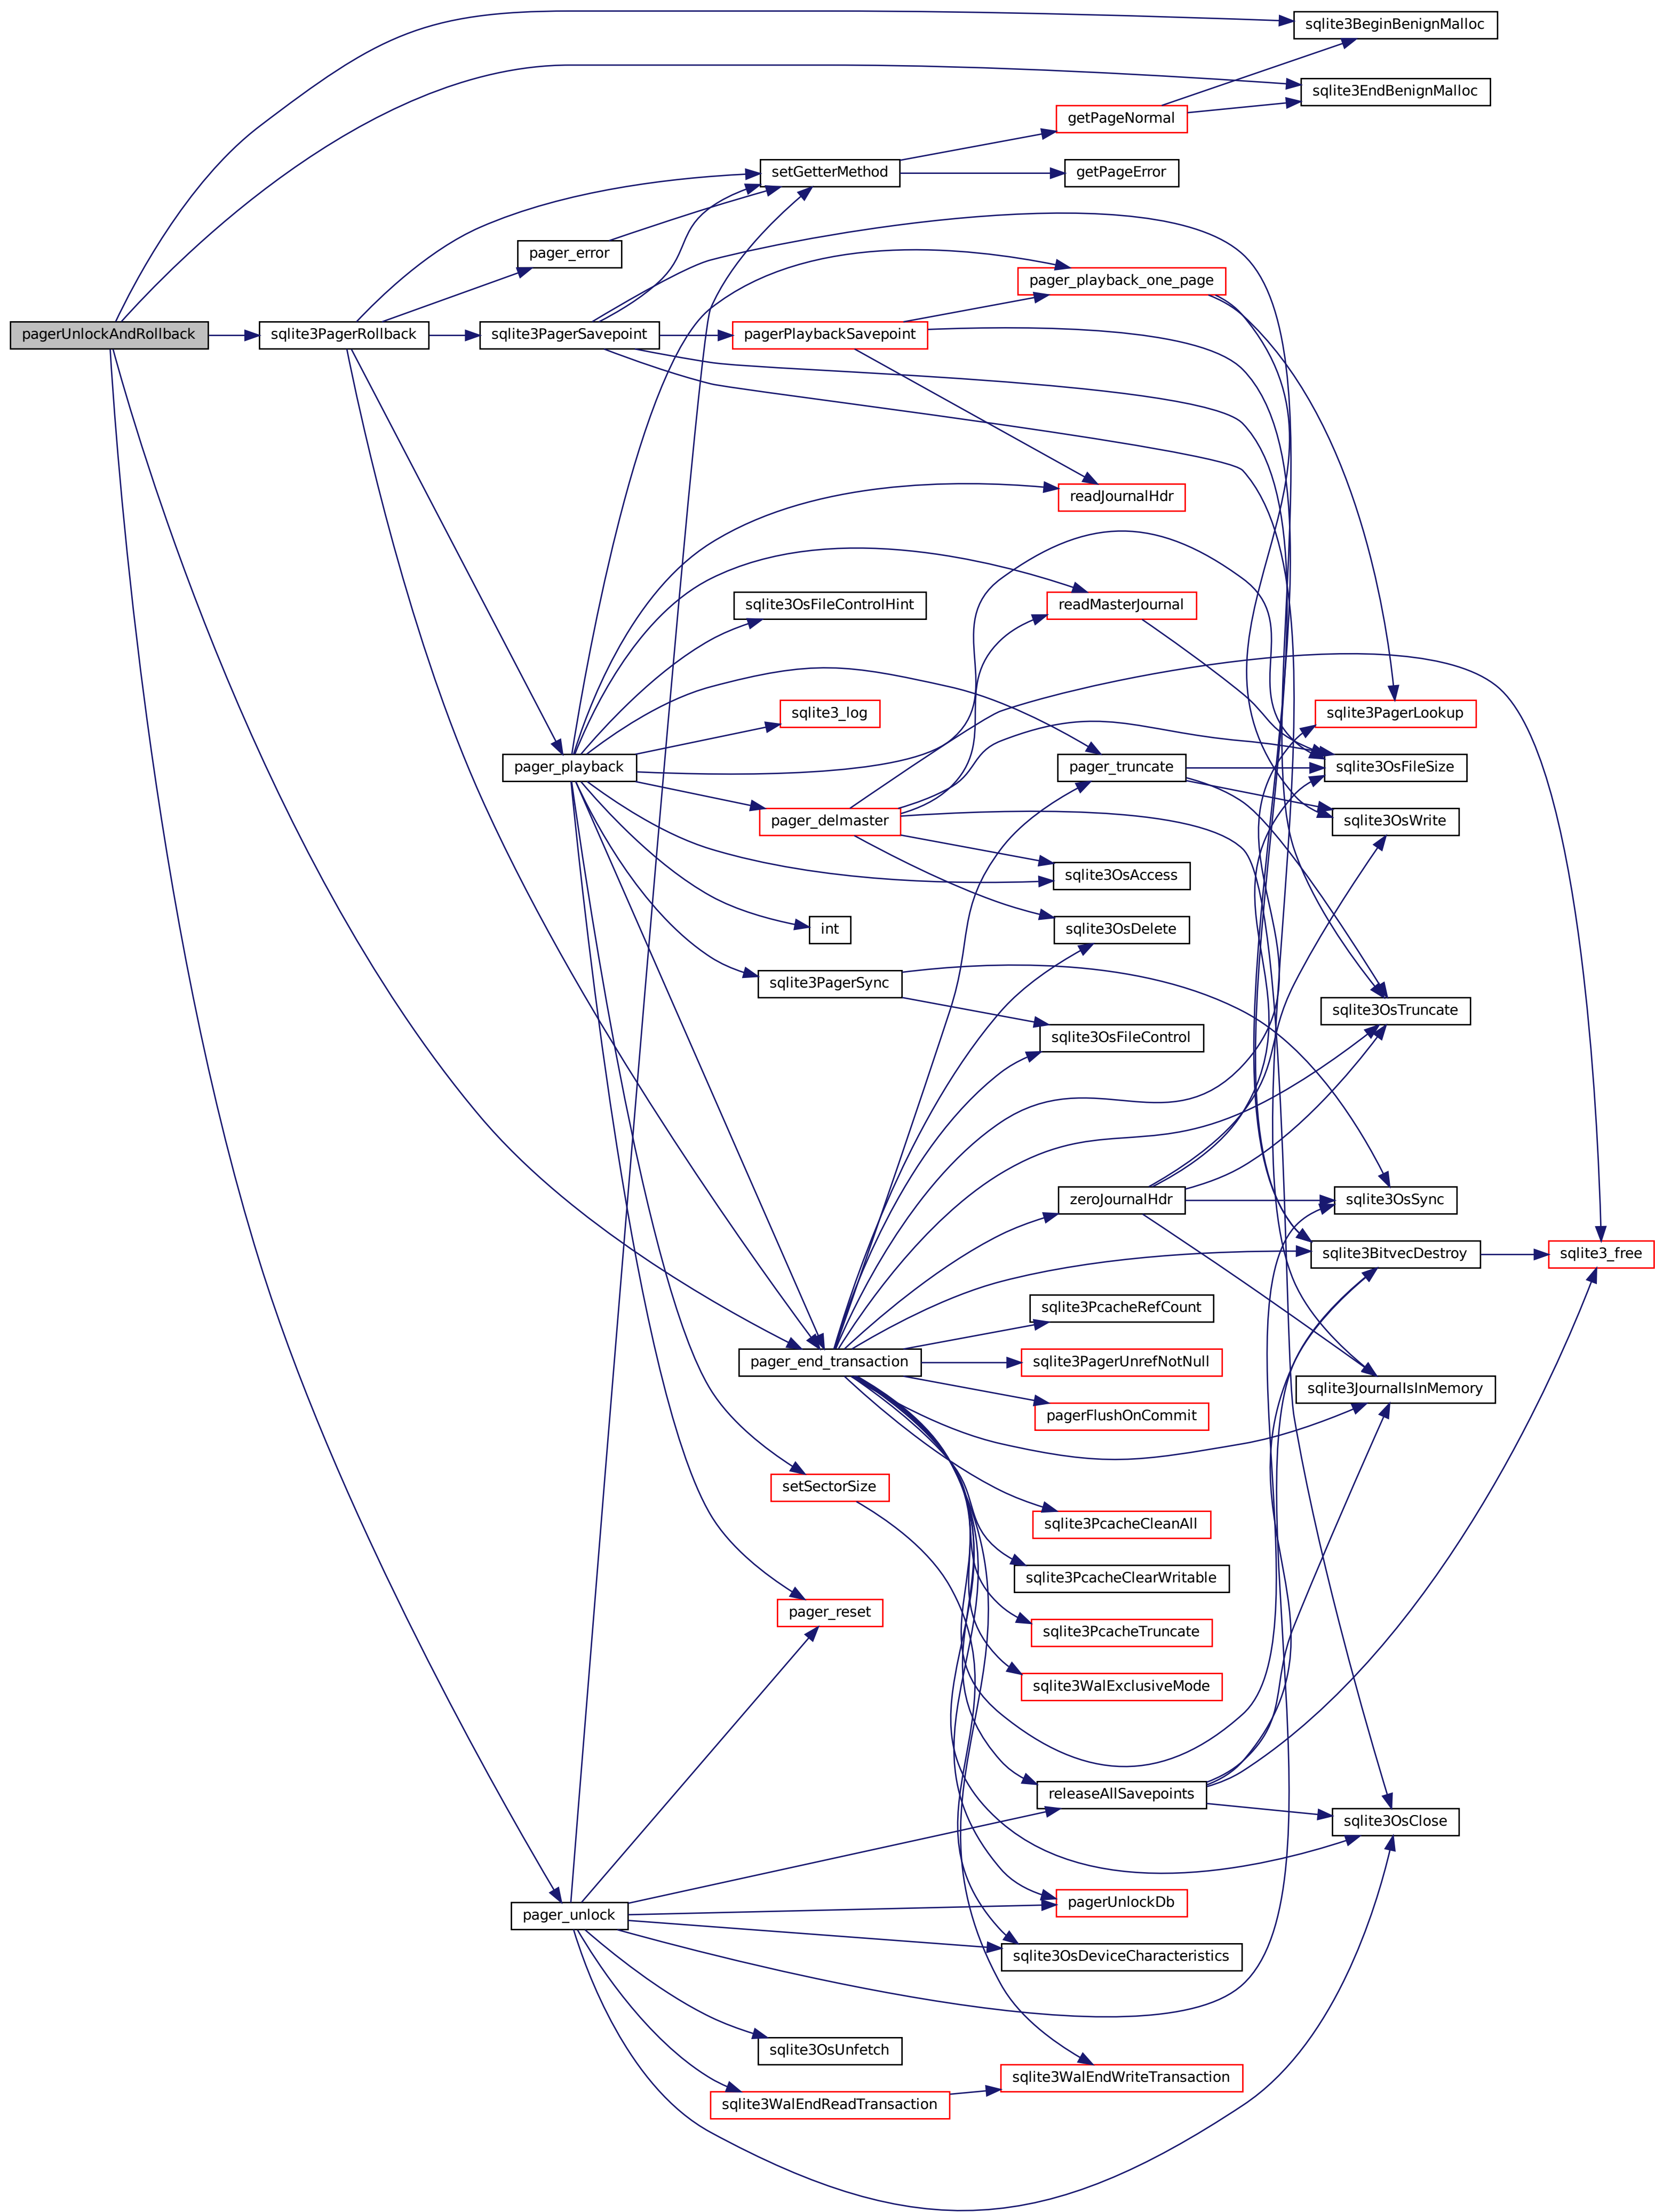 sqlite3BeginBenignMalloc
sqlite3EndBenignMalloc
getPageNormal
setGetterMethod
getPageError
pager_error
pager_playback_one_page
pagerUnlockAndRollback
sqlite3PagerRollback
sqlite3PagerSavepoint
pagerPlaybackSavepoint
readJournalHdr
sqlite3OsFileControlHint
readMasterJournal
sqlite3_log
sqlite3PagerLookup
pager_playback
pager_truncate
sqlite3OsFileSize
pager_delmaster
sqlite3OsWrite
sqlite3OsAccess
int
sqlite3OsDelete
sqlite3PagerSync
sqlite3OsTruncate
sqlite3OsFileControl
zeroJournalHdr
sqlite3OsSync
sqlite3BitvecDestroy
sqlite3_free
sqlite3PcacheRefCount
pager_end_transaction
sqlite3PagerUnrefNotNull
sqlite3JournalIsInMemory
pagerFlushOnCommit
setSectorSize
sqlite3PcacheCleanAll
sqlite3PcacheClearWritable
pager_reset
sqlite3PcacheTruncate
sqlite3WalExclusiveMode
releaseAllSavepoints
sqlite3OsClose
pagerUnlockDb
pager_unlock
sqlite3OsDeviceCharacteristics
sqlite3OsUnfetch
sqlite3WalEndWriteTransaction
sqlite3WalEndReadTransaction